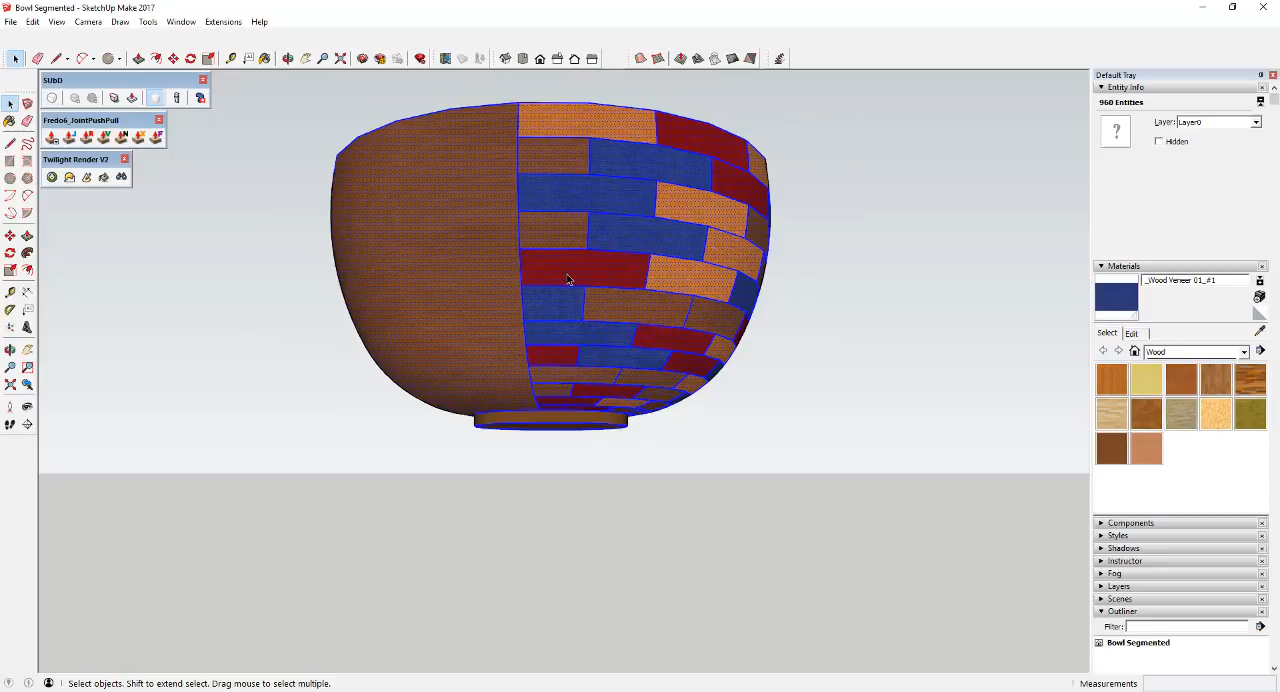 Bowl Segmented - SketchUp Make 2017
File Edit View Camera Draw Tools Window Extensions Help
SUbD
Fredo6_JointPushPull
Twilight Render V2
Default Tray
Entity Info
960 Entities
Layer: Layer0
Hidden
Materials
_Wood Veneer 01_#1
Select Edit
Wood
Components
Styles
Shadows
Instructor
Fog
Layers
Scenes
Outliner
Filter:
Bowl Segmented
Select objects. Shift to extend select. Drag mouse to select multiple.
Measurements